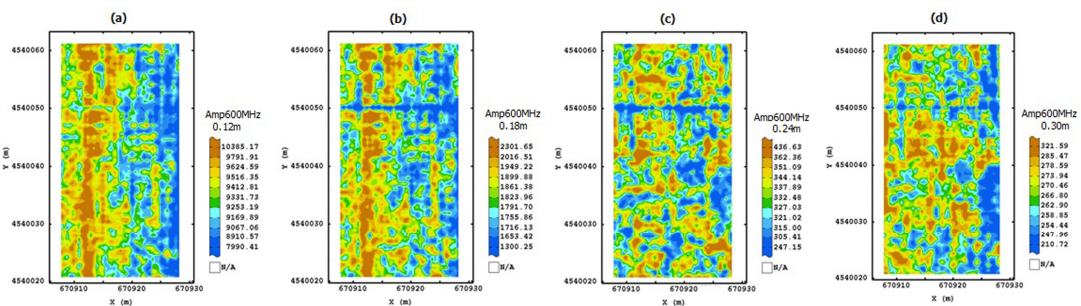 (a)
4540060
4540050
4540040
4540030
4540020
Y (m)
670910 670920 670930
X (m)
Amp600MHz
0.12m
10385.17
9791.91
9624.59
9516.35
9412.81
9331.73
9253.19
9169.89
9067.06
8910.57
7990.41
N/A
(b)
4540060
4540050
4540040
4540030
4540020
Y (m)
670910 670920 670930
X (m)
Amp600MHz
0.18m
2301.65
2016.51
1949.22
1899.88
1861.38
1823.96
1791.70
1755.86
1716.13
1653.42
1300.25
N/A
(c)
4540060
4540050
4540040
4540030
4540020
Y (m)
670910 670920 670930
X (m)
Amp600MHz
0.24m
436.63
362.36
351.09
344.14
337.89
332.48
327.03
321.02
315.00
305.41
247.15
N/A
(d)
4540060
4540050
4540040
4540030
4540020
Y (m)
670910 670920 670930
X (m)
Amp600MHz
0.30m
321.59
285.47
278.59
273.94
270.46
266.80
262.90
258.85
254.44
247.96
210.72
N/A